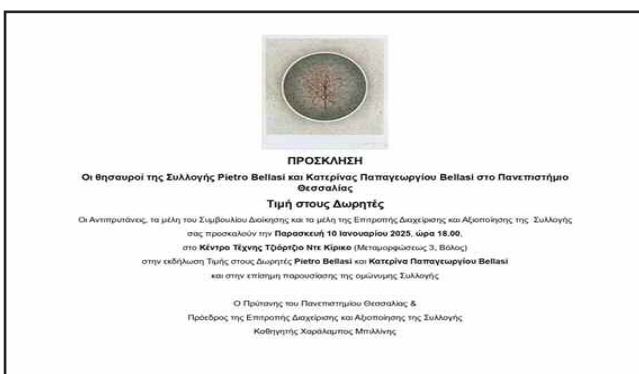 ΠΡΟΣΚΛΗΣΗ
Οι θησαυροί της Συλλογής Pietro Bellasi και Κατερίνας Παπαγεωργίου Bellasi στο Πανεπιστήμιο
Θεσσαλίας
Τιμή στους Δωρητές
Οι Αντιπρυτάνεις, τα μέλη του Συμβουλίου Διοίκησης και τα μέλη της Επιτροπής Διαχείρισης και Αξιοποίησης της Συλλογής
σας προσκαλούν την Παρασκευή 10 Ιανουαρίου 2025, ώρα 18.00,
στο Κέντρο Τέχνης Τζιόρτζιο Ντε Κίρικο (Μεταμορφώσεως 3, Βόλος)
στην εκδήλωση Τιμής στους Δωρητές Pietro Bellasi και Κατερίνα Παπαγεωργίου Bellasi
και στην επίσημη παρουσίασης της ομώνυμης Συλλογής
Ο Πρύτανης του Πανεπιστημίου Θεσσαλίας &
Πρόεδρος της Επιτροπής Διαχείρισης και Αξιοποίησης της Συλλογής
Καθηγητής Χαράλαμπος Μπιλλίνης